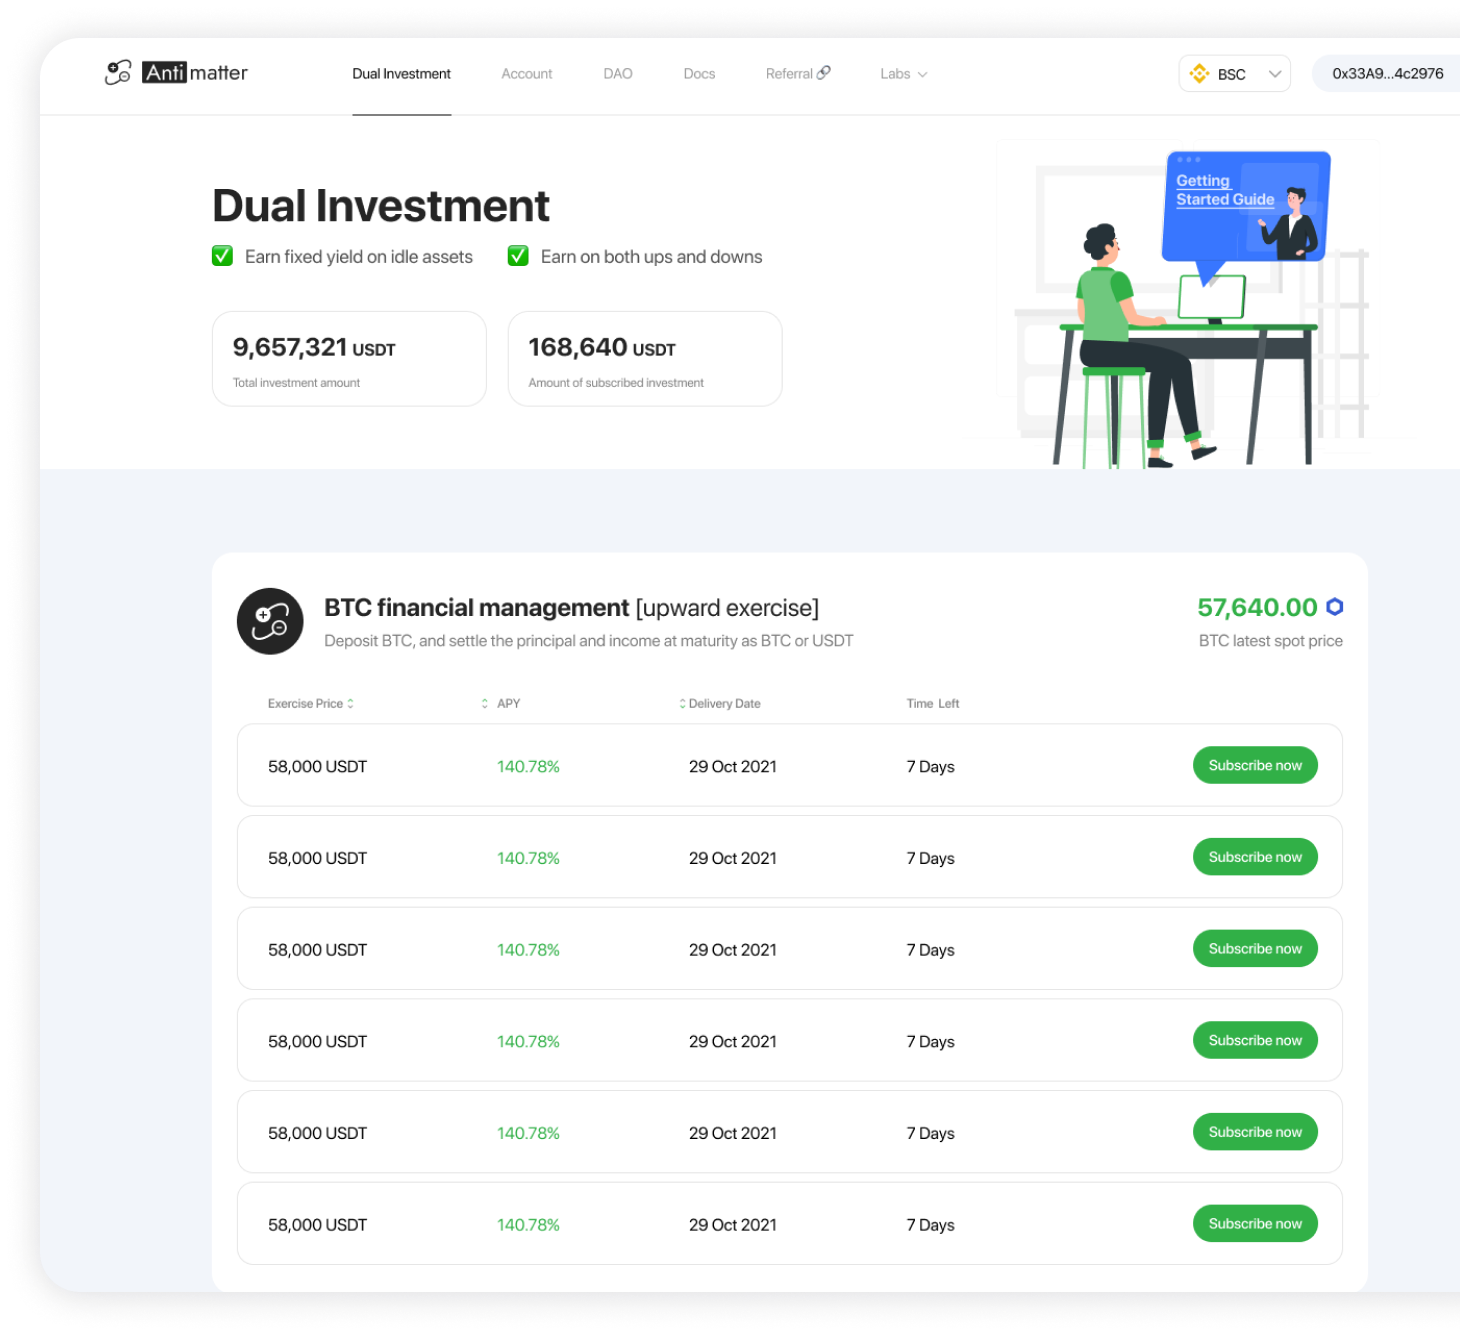 Anti matter
Dual Investment
Account
DAO
Docs
Referral
Labs
BSC
0x33A9...4c2976
Dual Investment
Earn fixed yield on idle assets
Earn on both ups and downs
9,657,321 USDT
Total investment amount
168,640 USDT
Amount of subscribed investment
Getting
Started Guide
BTC financial management [upward exercise]
Deposit BTC, and settle the principal and income at maturity as BTC or USDT
57,640.00
BTC latest spot price
Exercise Price APY Delivery Date Time Left
58,000 USDT 140.78% 29 Oct 2021 7 Days Subscribe now
58,000 USDT 140.78% 29 Oct 2021 7 Days Subscribe now
58,000 USDT 140.78% 29 Oct 2021 7 Days Subscribe now
58,000 USDT 140.78% 29 Oct 2021 7 Days Subscribe now
58,000 USDT 140.78% 29 Oct 2021 7 Days Subscribe now
58,000 USDT 140.78% 29 Oct 2021 7 Days Subscribe now